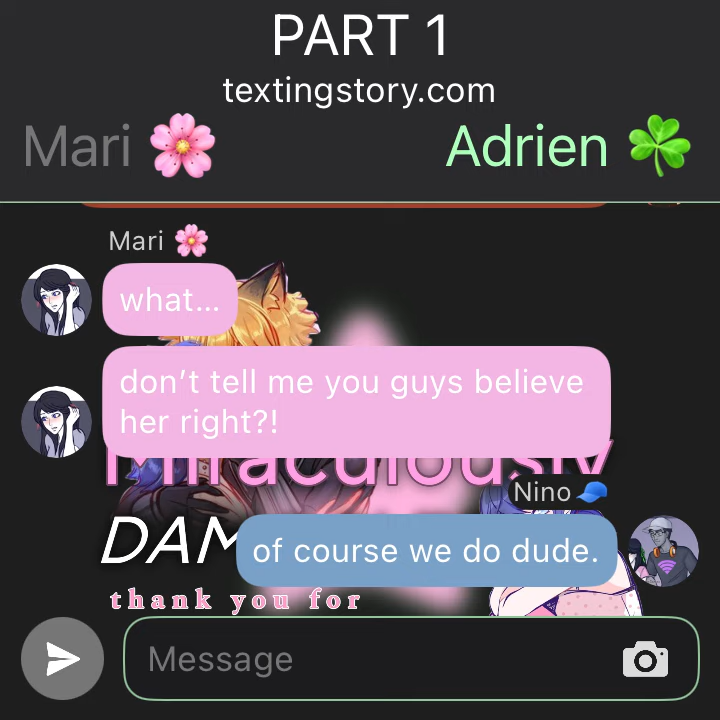 PART 1
textingstory.com
Mari 🌸
Adrien ☘️
Mari 🌸
what...
don't tell me you guys believe
her right?!
Miraculously
Nino 🧢
DAM
of course we do dude.
thank you for
Message